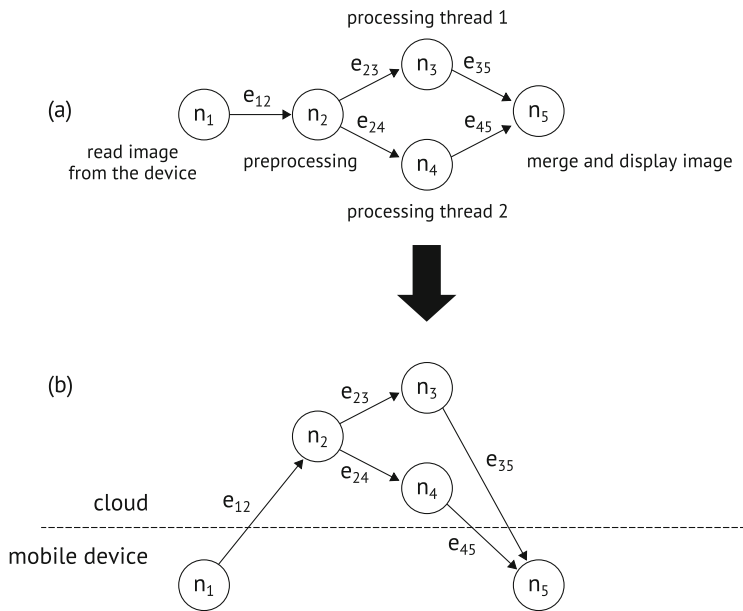 processing thread 1
(a)
n1
e12
n2
e23
n3
e35
e24
n4
e45
n5
read image
from the device
preprocessing
merge and display image
processing thread 2
(b)
n3
e23
n2
e24
n4
e35
e12
cloud
e45
mobile device
n1
n5